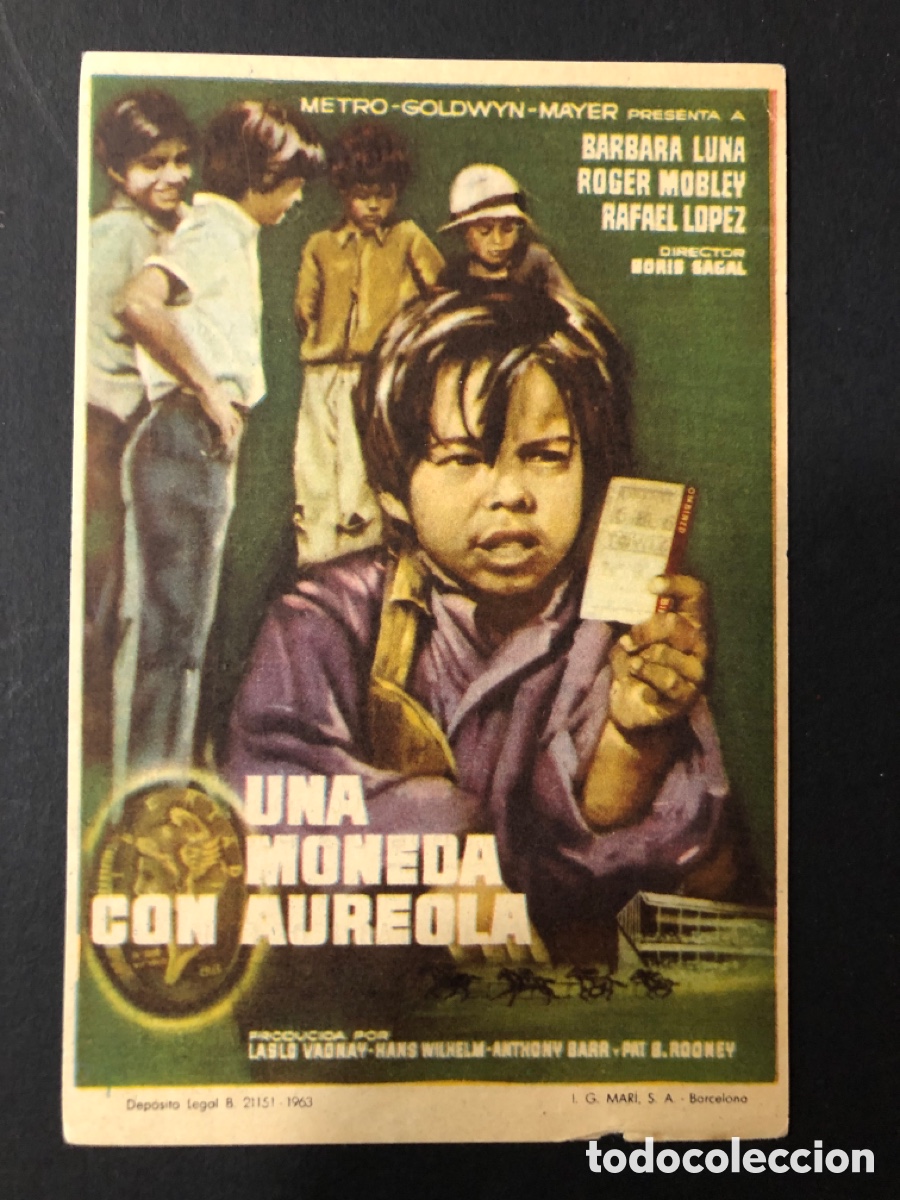 METRO-GOLDWYN-MAYER PRESENTA A
BARBARA LUNA
ROGER MOBLEY
RAFAEL LOPEZ
DIRECTOR
BORIS SAGAL
OMBINED
UNA
MONEDA
CON AUREOLA
PRODUCIDA POR
LASLO VADNAY-HANS WILHELM-ANTHONY BARR Y PAT B. ROONEY
Depósito Legal B. 21151-1963
I. G. MARI, S. A. - Barcelona
todocoleccion